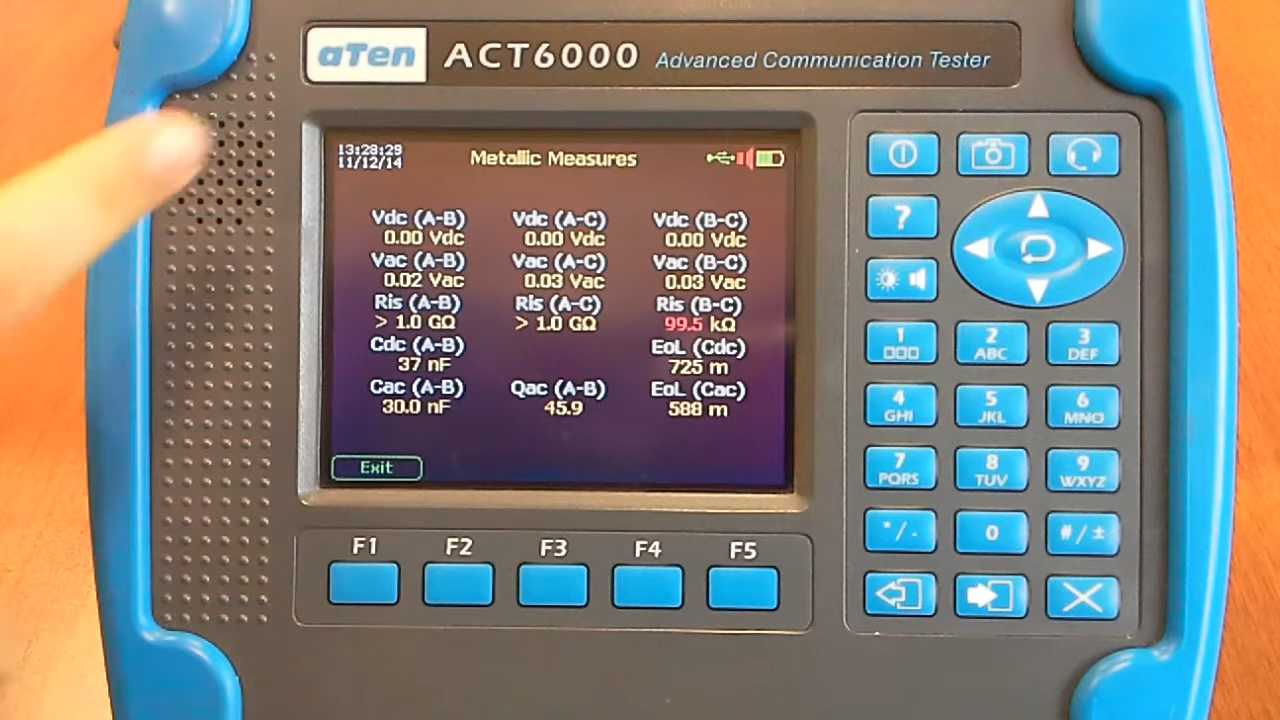 aTen ACT6000 Advanced Communication Tester
13:28:29
11/12/14
Metallic Measures
Vdc (A-B) Vdc (A-C) Vdc (B-C)
0.00 Vdc 0.00 Vdc 0.00 Vdc
Vac (A-B) Vac (A-C) Vac (B-C)
0.02 Vac 0.03 Vac 0.03 Vac
Ris (A-B) Ris (A-C) Ris (B-C)
> 1.0 GΩ > 1.0 GΩ 99.5 kΩ
Cdc (A-B) EoL (Cdc)
37 nF 725 m
Cac (A-B) Qac (A-B) EoL (Cac)
30.0 nF 45.9 588 m
Exit
F1 F2 F3 F4 F5
?
1 2 3
ABC DEF
4 5 6
GHI JKL MNO
7 8 9
PQRS TUV WXYZ
*/. 0 #/±